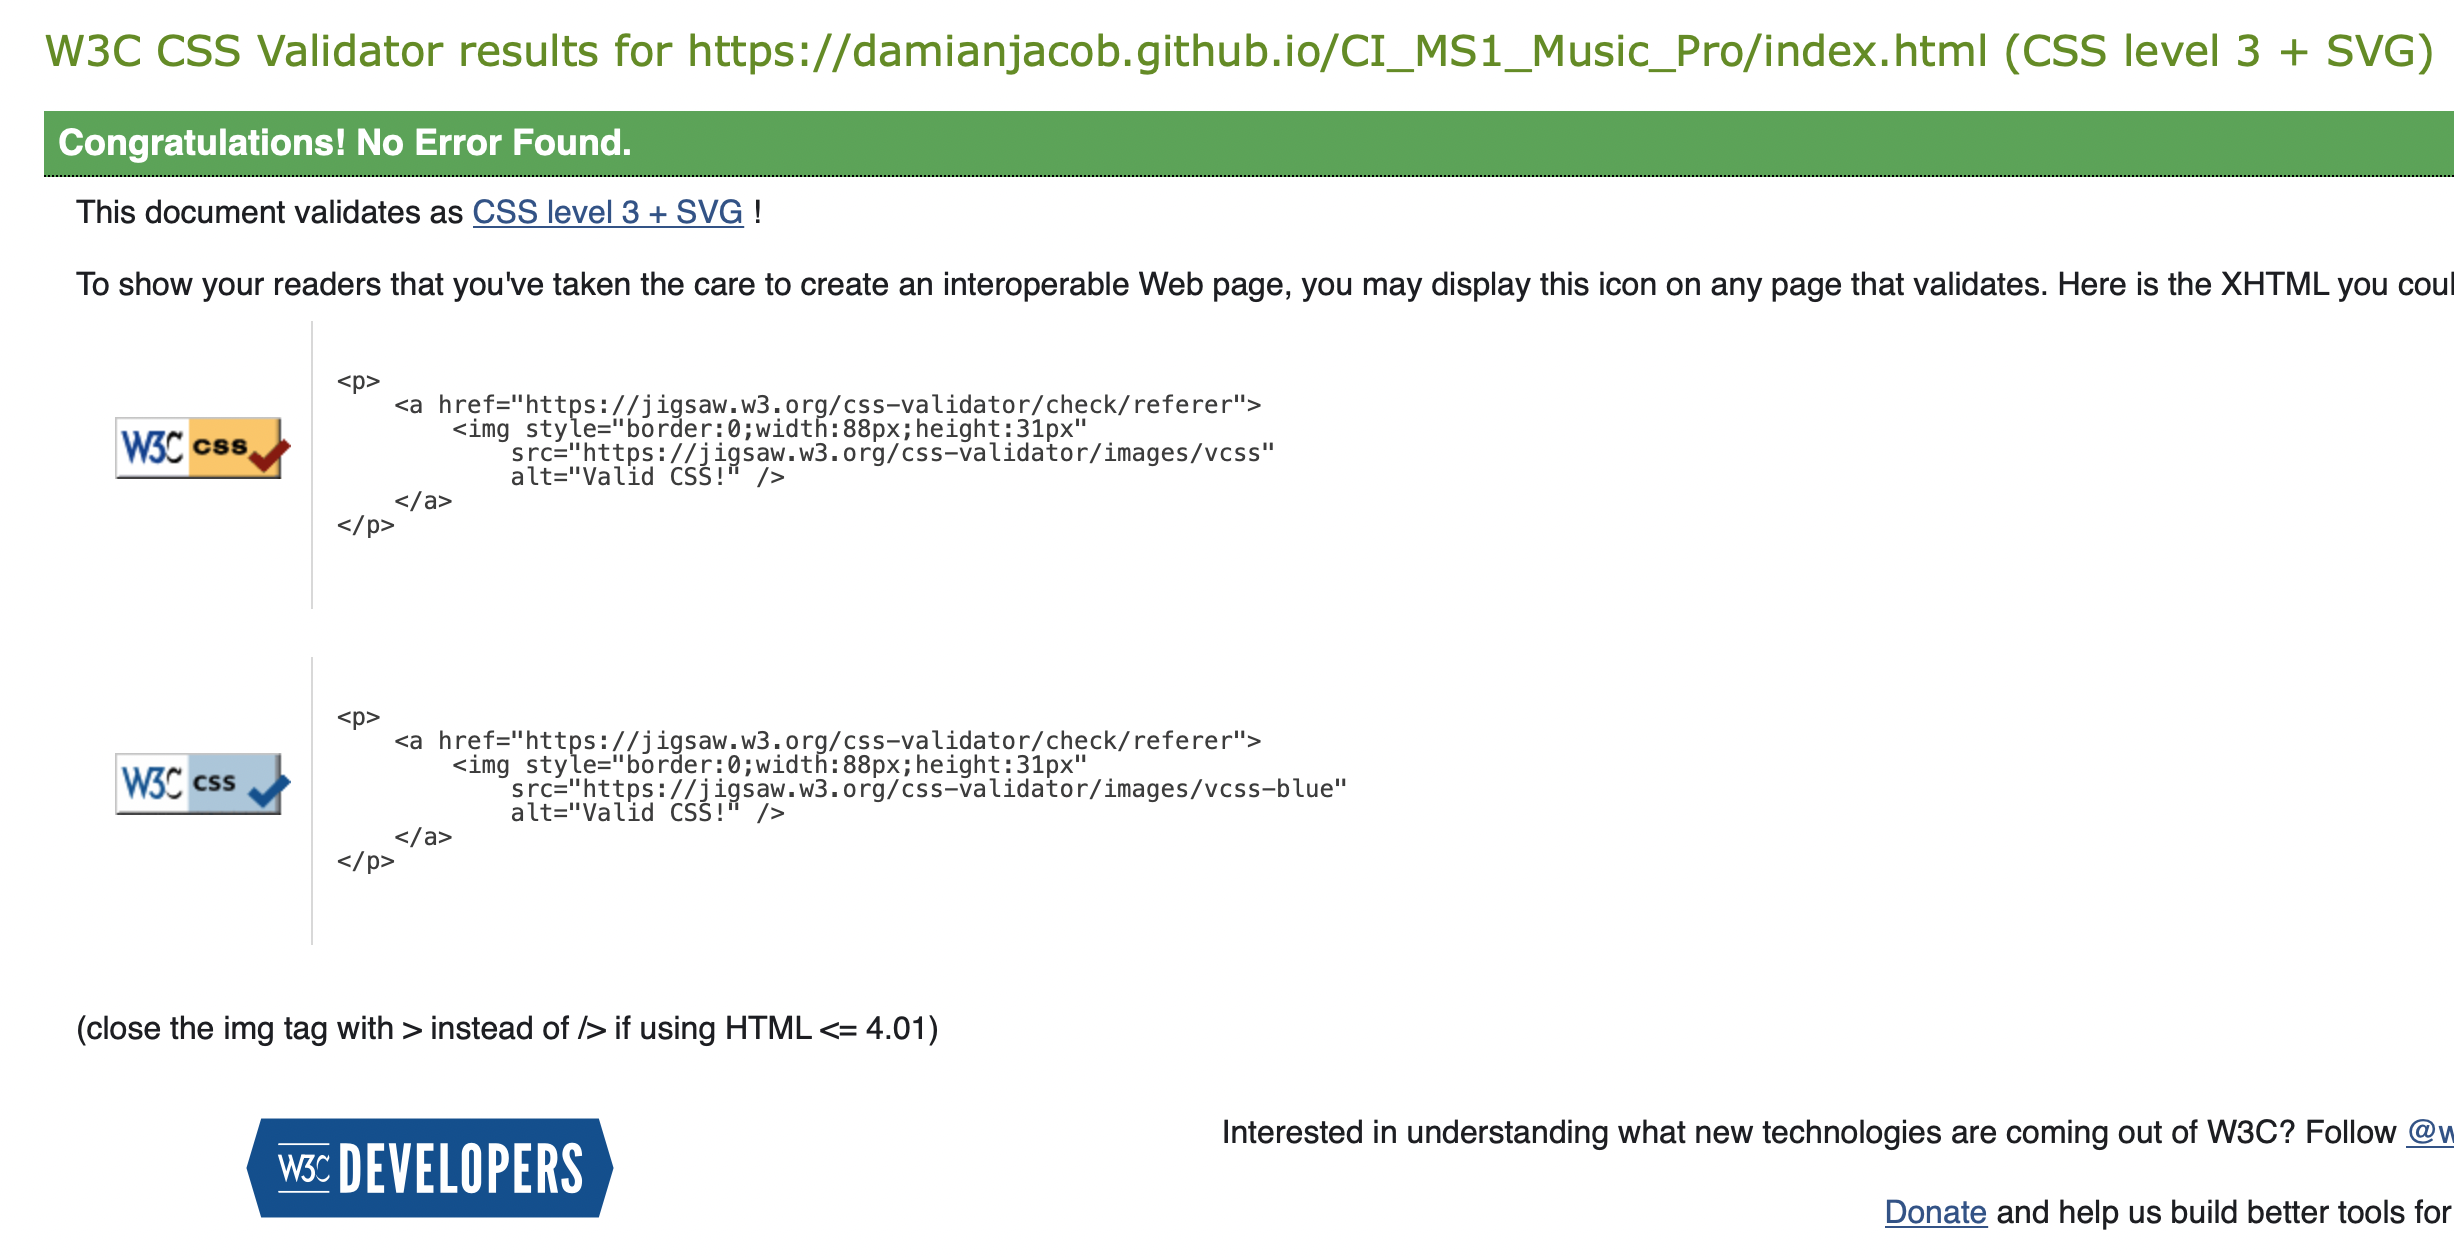 W3C CSS Validator results for https://damianjacob.github.io/CI_MS1_Music_Pro/index.html (CSS level 3 + SVG)
Congratulations! No Error Found.
This document validates as CSS level 3 + SVG !
To show your readers that you've taken the care to create an interoperable Web page, you may display this icon on any page that validates. Here is the XHTML you coul
<p>
<a href="https://jigsaw.w3.org/css-validator/check/referer">
<img style="border:0;width:88px;height:31px"
src="https://jigsaw.w3.org/css-validator/images/vcss"
alt="Valid CSS!" />
</a>
</p>
W3C css
<p>
<a href="https://jigsaw.w3.org/css-validator/check/referer">
<img style="border:0;width:88px;height:31px"
src="https://jigsaw.w3.org/css-validator/images/vcss-blue"
alt="Valid CSS!" />
</a>
</p>
W3C css
(close the img tag with > instead of /> if using HTML <= 4.01)
W3C DEVELOPERS
Interested in understanding what new technologies are coming out of W3C? Follow @w
Donate and help us build better tools for